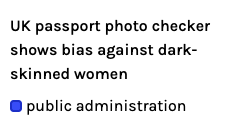 UK passport photo checker
shows bias against dark-
skinned women
public administration